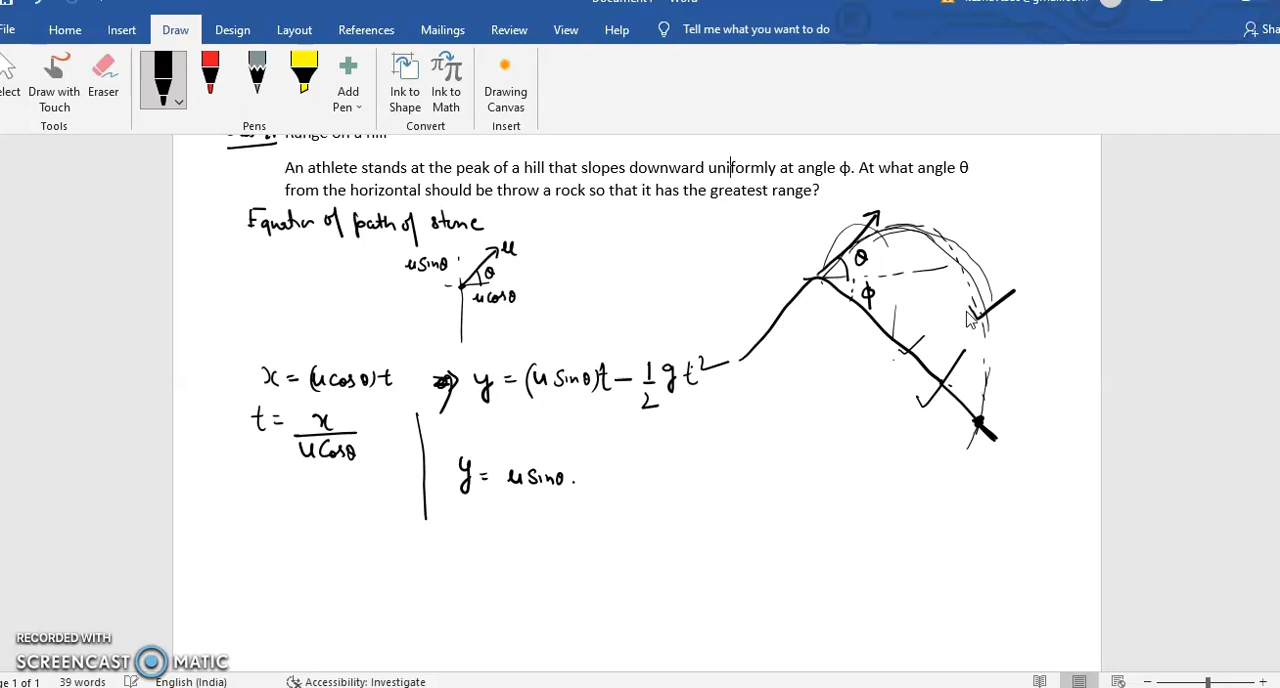 File Home Insert Draw Design Layout References Mailings Review View Help Tell me what you want to do
Draw with Touch Eraser Add Pen Ink to Shape Ink to Math Drawing Canvas
Tools Pens Convert Insert
Range on a hill
An athlete stands at the peak of a hill that slopes downward uniformly at angle ϕ. At what angle θ
from the horizontal should be throw a rock so that it has the greatest range?
Equation of path of stone
u sinθ u
θ
u cosθ
θ
ϕ
x = (u cosθ)t ⇒ y = (u sinθ)t − 1/2 g t²
t = x / u cosθ
y = u sinθ .
RECORDED WITH
SCREENCAST MATIC
Page 1 of 1 39 words English (India) Accessibility: Investigate